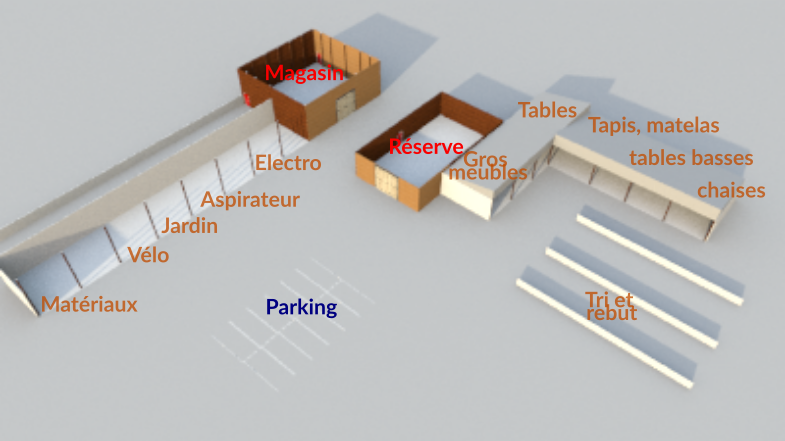 Magasin
Tables
Tapis, matelas
Réserve
Gros
meubles
tables basses
Electro
chaises
Aspirateur
Jardin
Vélo
Matériaux
Parking
Tri et
rebut